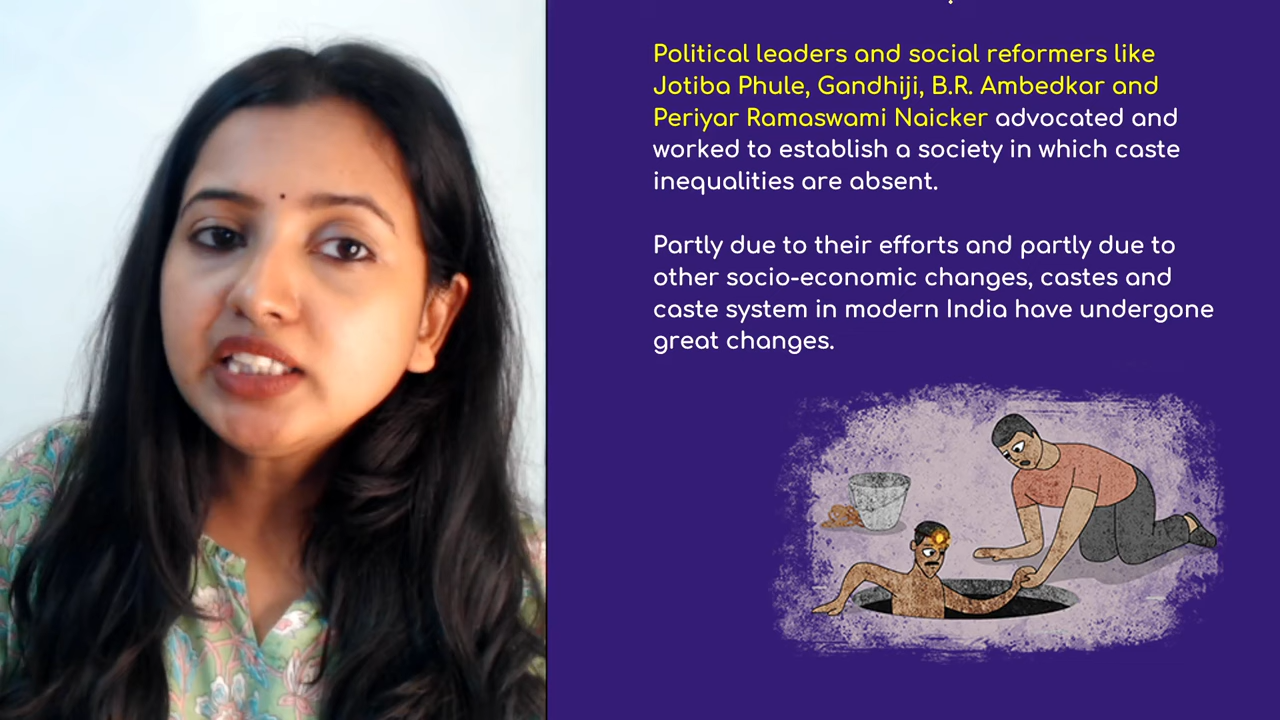 Political leaders and social reformers like
Jotiba Phule, Gandhiji, B.R. Ambedkar and
Periyar Ramaswami Naicker advocated and
worked to establish a society in which caste
inequalities are absent.
Partly due to their efforts and partly due to
other socio-economic changes, castes and
caste system in modern India have undergone
great changes.